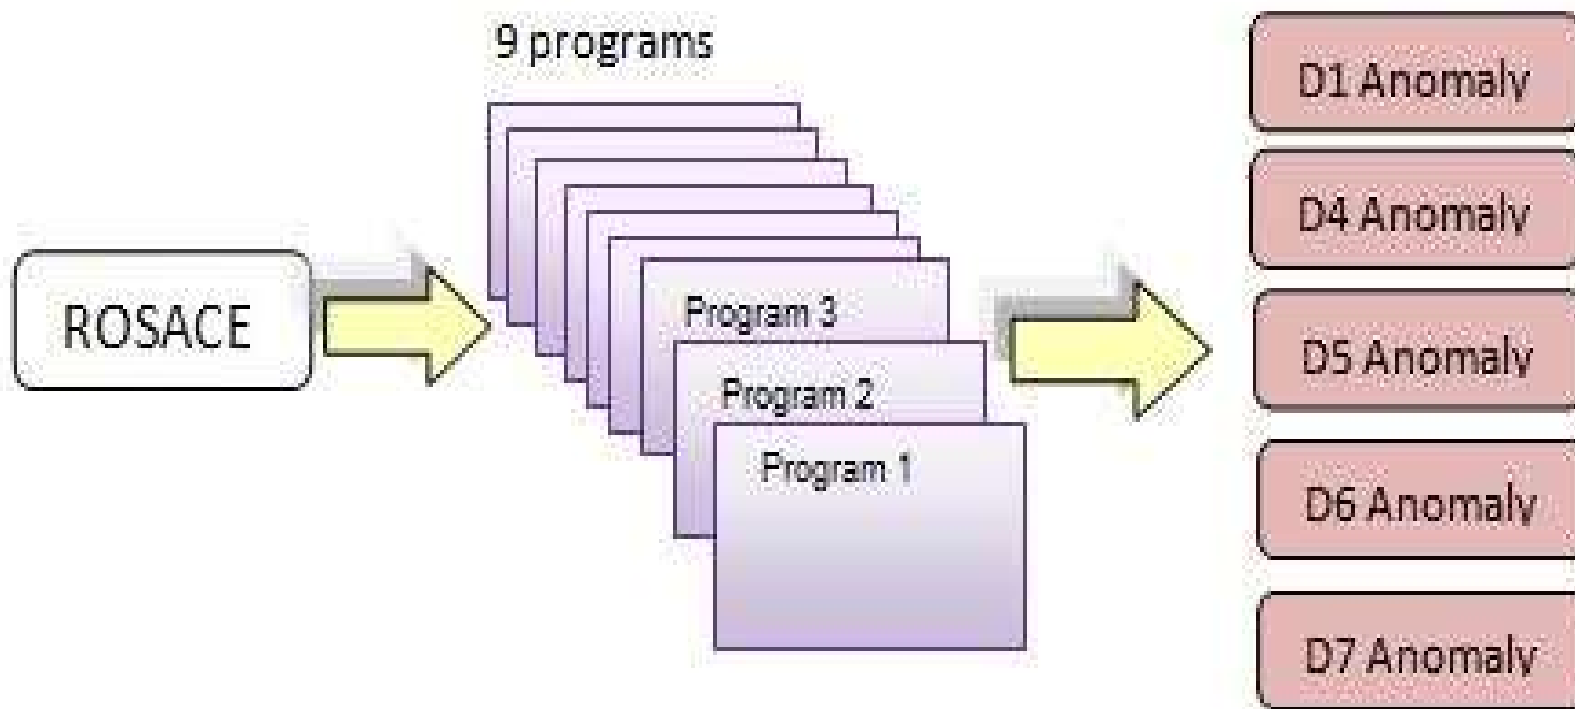 9 programs
ROSACE
Program 3
Program 2
Program 1
D1 Anomaly
D4 Anomaly
D5 Anomaly
D6 Anomaly
D7 Anomaly